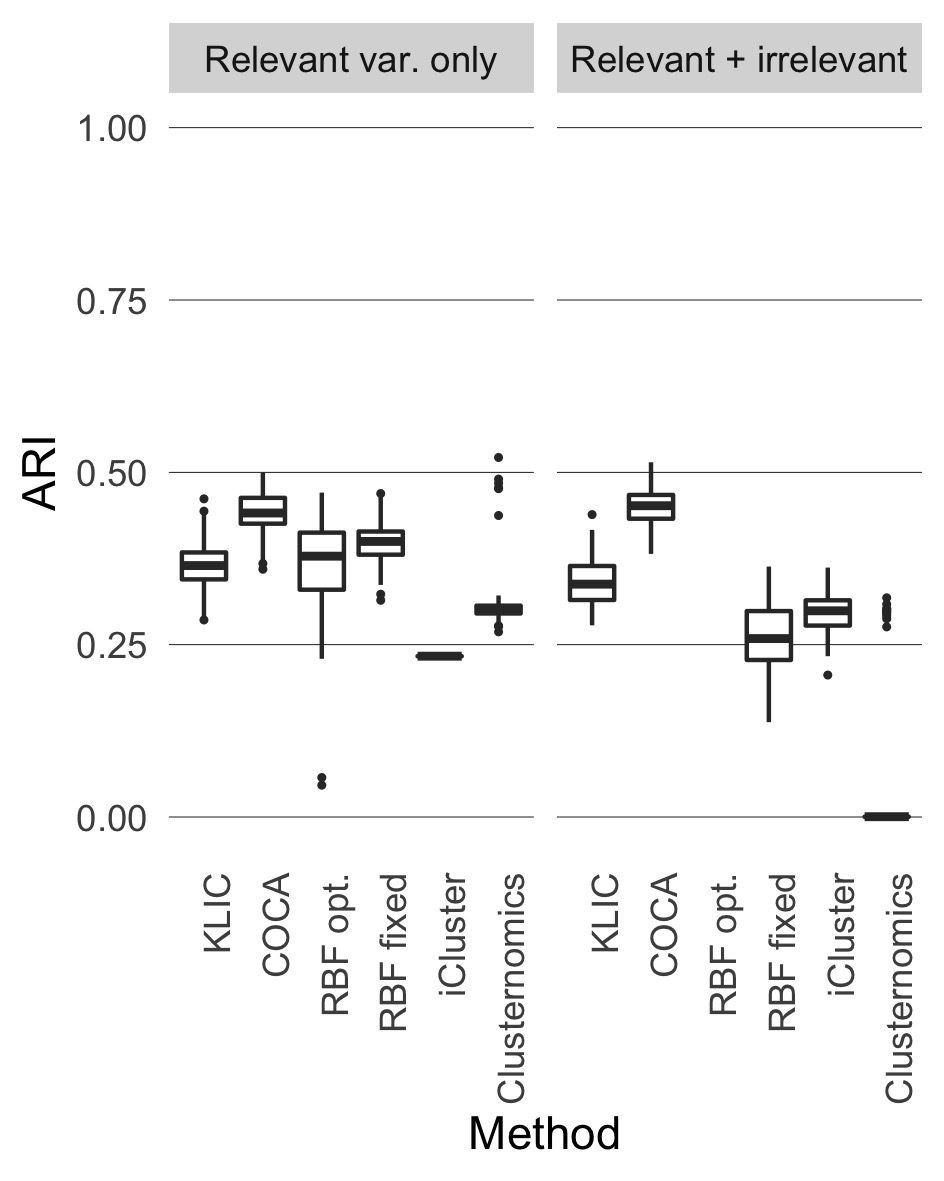 Relevant var. only
Relevant + irrelevant
1.00
0.75
0.50
0.25
0.00
ARI
KLIC
COCA
RBF opt.
RBF fixed
iCluster
Clusternomics
KLIC
COCA
RBF opt.
RBF fixed
iCluster
Clusternomics
Method